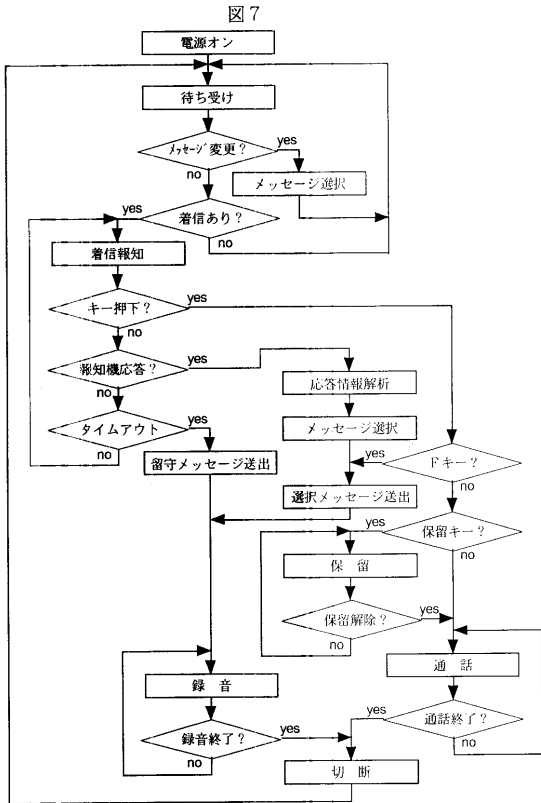 図7
電源オン
待ち受け
メッセージ変更?
yes
no
メッセージ選択
yes
着信あり?
no
着信報知
キー押下?
yes
no
報知機応答?
yes
no
応答情報解析
タイムアウト
yes
no
メッセージ選択
留守メッセージ送出
yes
Fキー?
no
選択メッセージ送出
yes
保留キー?
no
保 留
保留解除?
yes
no
録 音
通 話
録音終了?
yes
no
yes
通話終了?
no
切 断